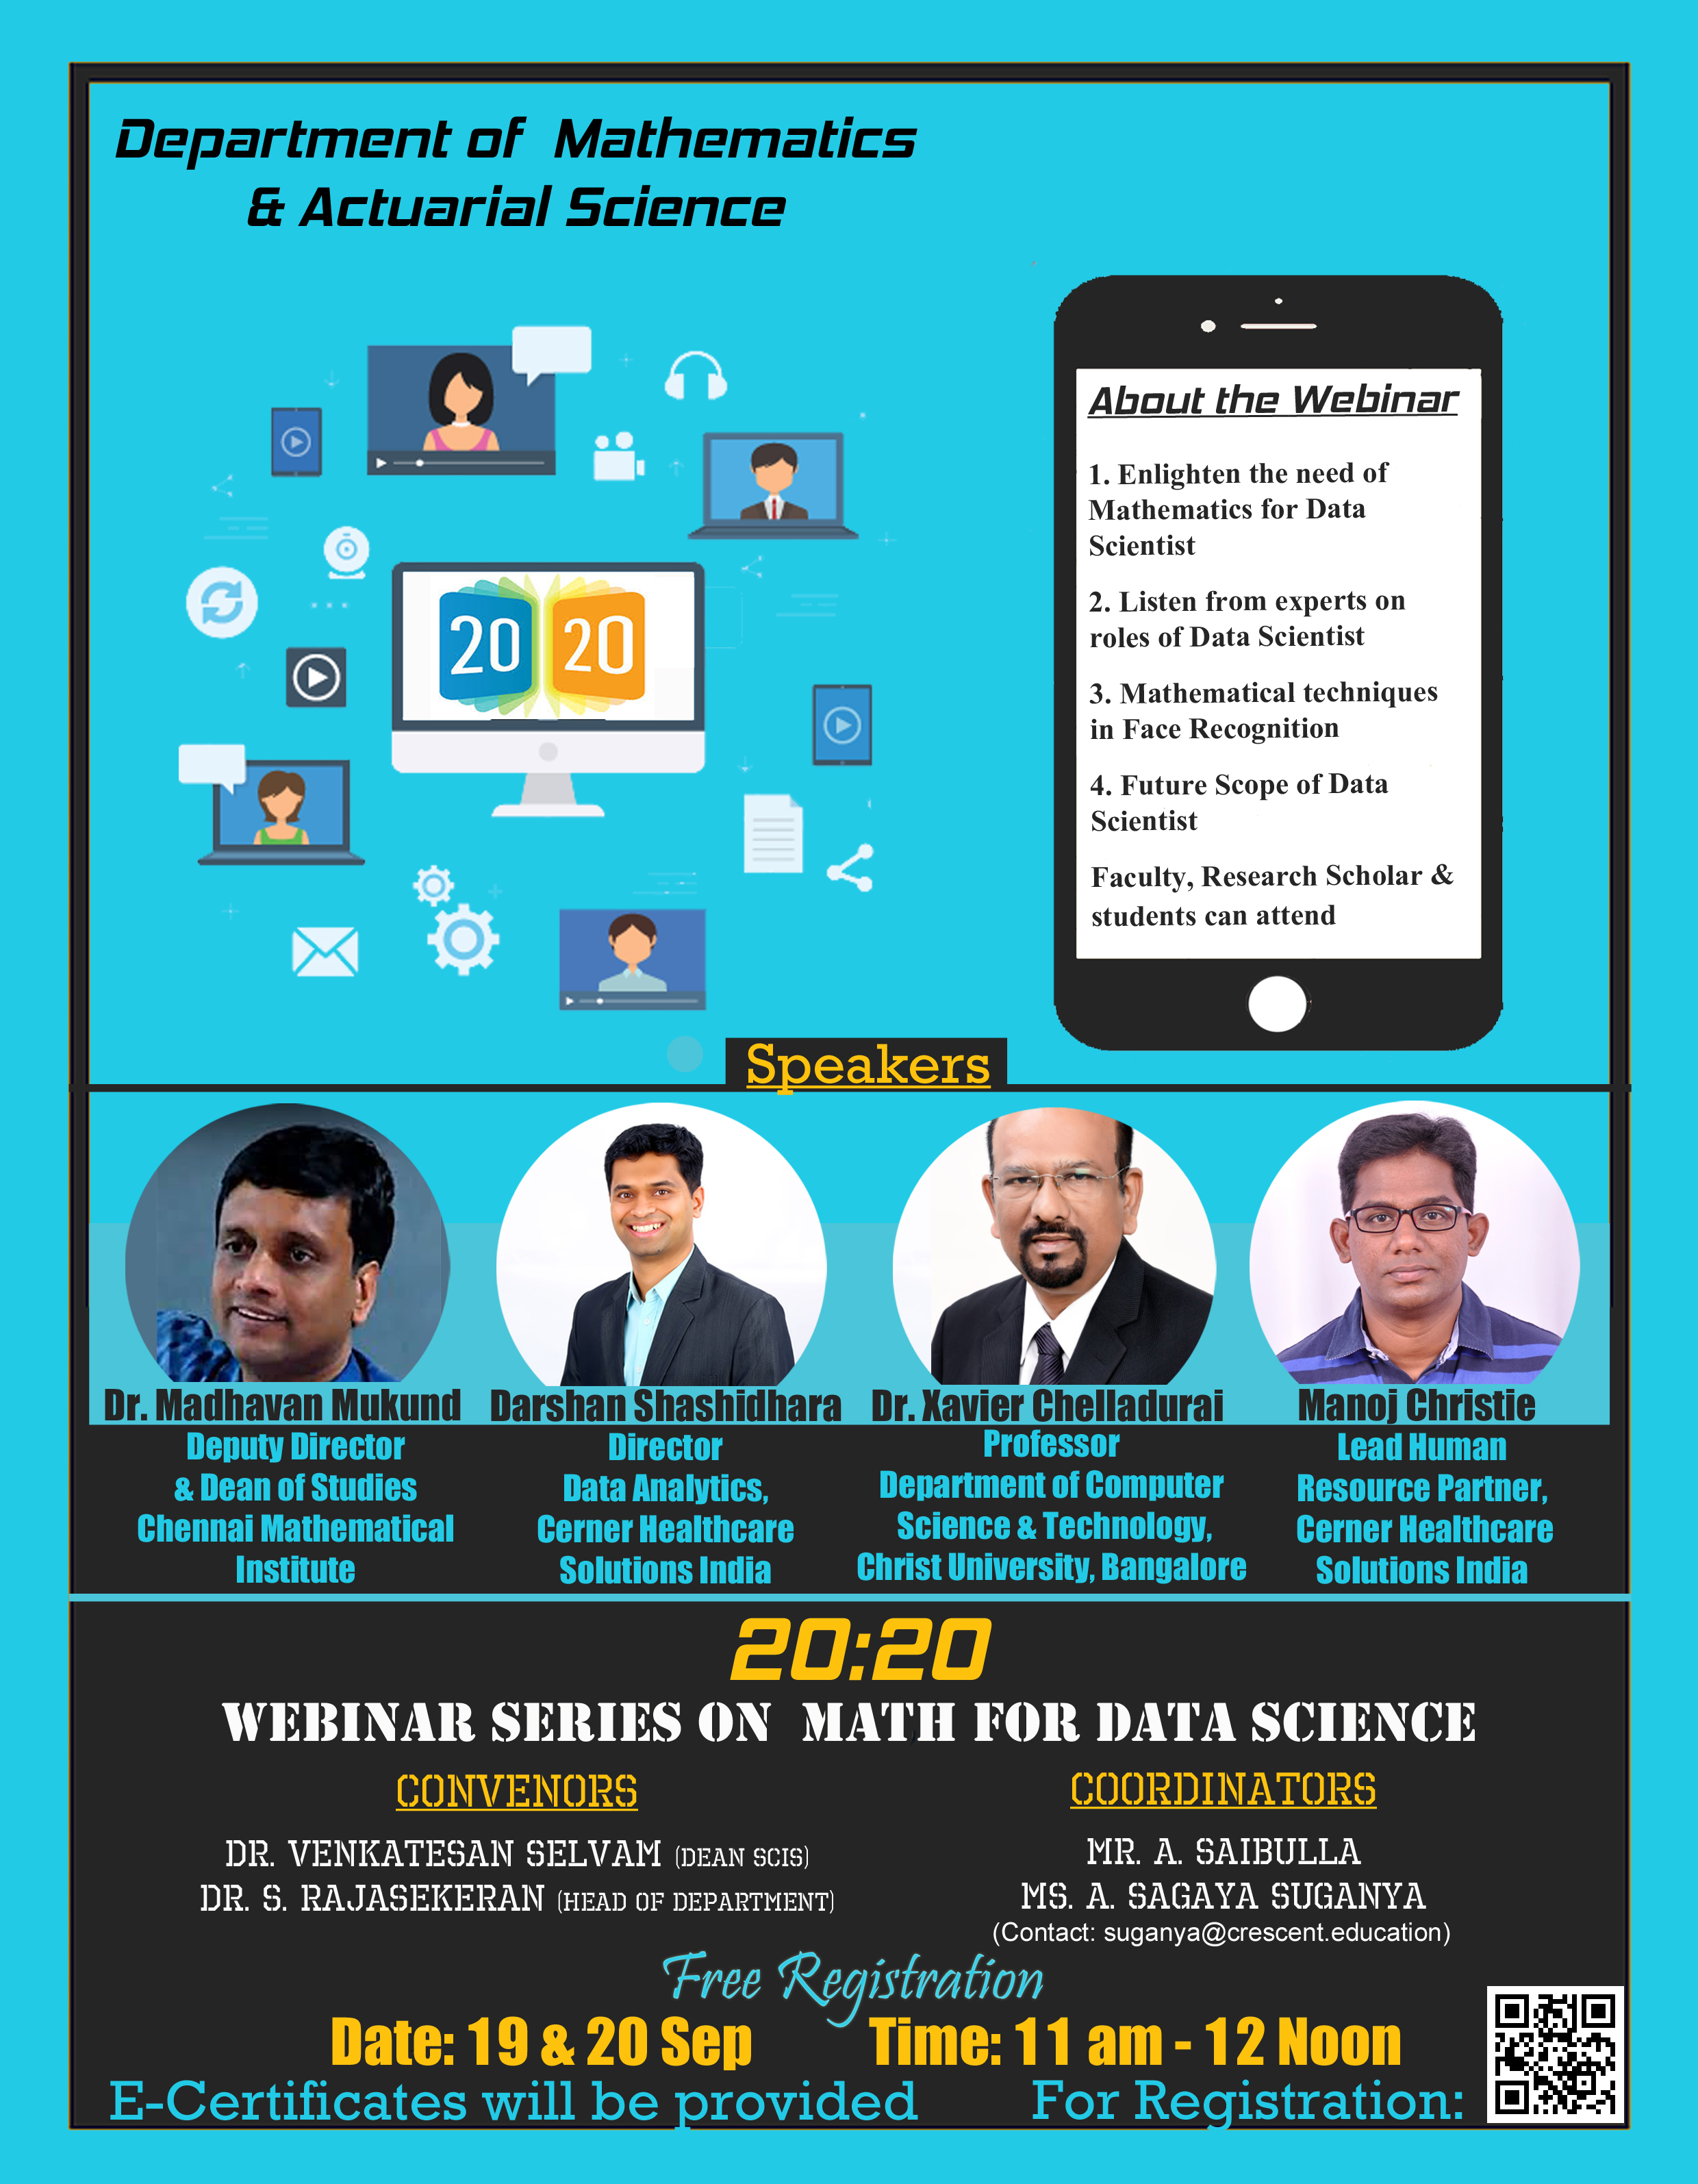 Department of Mathematics
& Actuarial Science
20 20
About the Webinar
1. Enlighten the need of
Mathematics for Data
Scientist
2. Listen from experts on
roles of Data Scientist
3. Mathematical techniques
in Face Recognition
4. Future Scope of Data
Scientist
Faculty, Research Scholar &
students can attend
Speakers
Dr. Madhavan Mukund
Deputy Director
& Dean of Studies
Chennai Mathematical
Institute
Darshan Shashidhara
Director
Data Analytics,
Cerner Healthcare
Solutions India
Dr. Xavier Chelladurai
Professor
Department of Computer
Science & Technology,
Christ University, Bangalore
Manoj Christie
Lead Human
Resource Partner,
Cerner Healthcare
Solutions India
20:20
WEBINAR SERIES ON MATH FOR DATA SCIENCE
CONVENORS
DR. VENKATESAN SELVAM (DEAN SCIS)
DR. S. RAJASEKERAN (HEAD OF DEPARTMENT)
COORDINATORS
MR. A. SAIBULLA
MS. A. SAGAYA SUGANYA
(Contact: suganya@crescent.education)
Free Registration
Date: 19 & 20 Sep
Time: 11 am - 12 Noon
E-Certificates will be provided
For Registration: